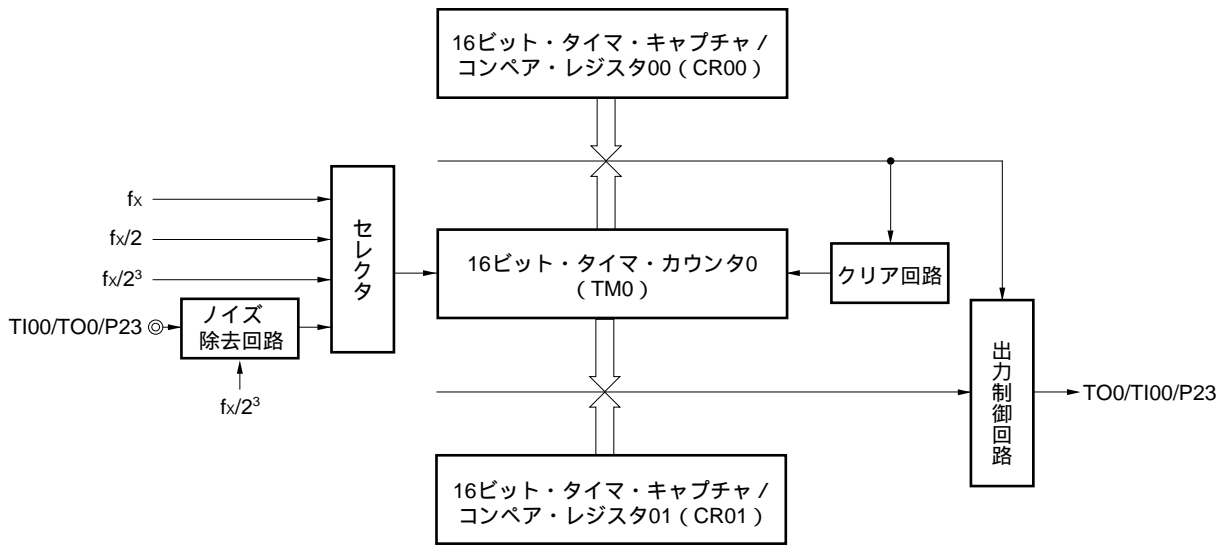 16ビット・タイマ・キャプチャ/
コンペア・レジスタ00（CR00）
fX
fX/2
fX/2³
TI00/TO0/P23
ノイズ
除去回路
fX/2³
セレクタ
16ビット・タイマ・カウンタ0
（TM0）
クリア回路
出力制御回路
TO0/TI00/P23
16ビット・タイマ・キャプチャ/
コンペア・レジスタ01（CR01）